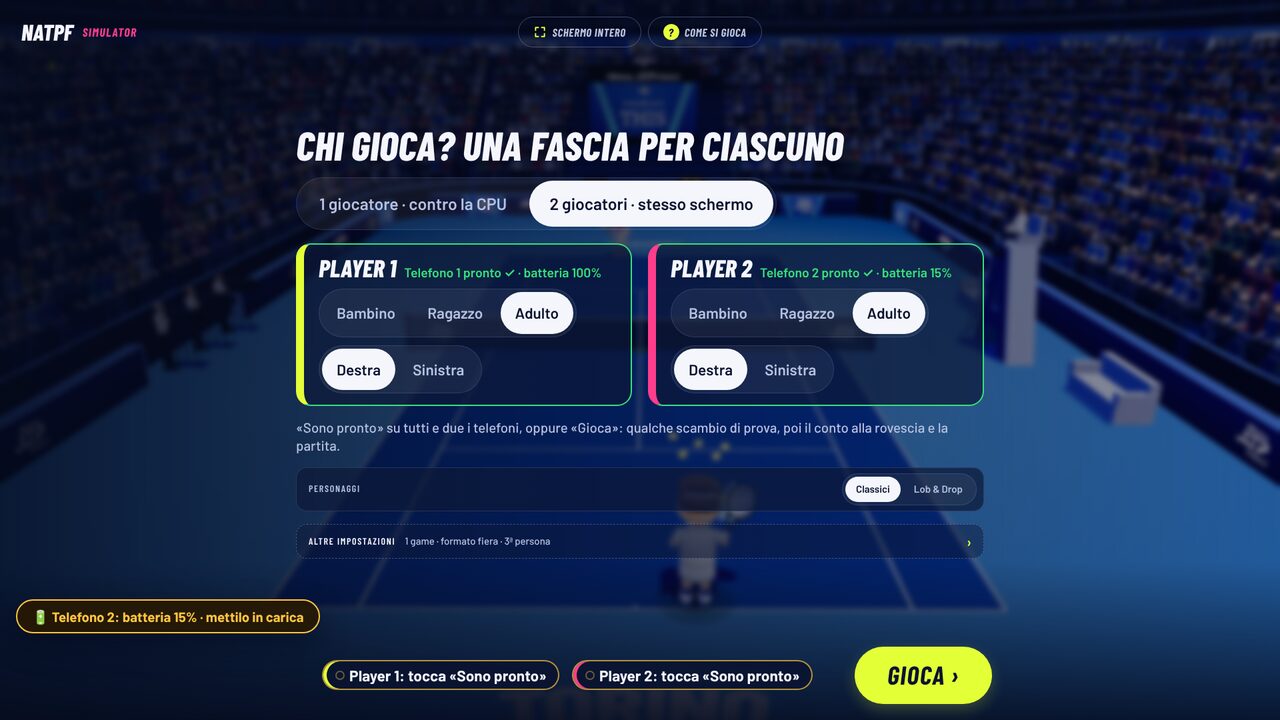 NATPF SIMULATOR
SCHERMO INTERO
? COME SI GIOCA
CHI GIOCA? UNA FASCIA PER CIASCUNO
1 giocatore · contro la CPU
2 giocatori · stesso schermo
PLAYER 1 Telefono 1 pronto ✓ · batteria 100%
Bambino Ragazzo Adulto
Destra Sinistra
PLAYER 2 Telefono 2 pronto ✓ · batteria 15%
Bambino Ragazzo Adulto
Destra Sinistra
«Sono pronto» su tutti e due i telefoni, oppure «Gioca»: qualche scambio di prova, poi il conto alla rovescia e la
partita.
PERSONAGGI Classici Lob & Drop
ALTRE IMPOSTAZIONI 1 game · formato fiera · 3ª persona ›
🔋 Telefono 2: batteria 15% · mettilo in carica
Player 1: tocca «Sono pronto»
Player 2: tocca «Sono pronto»
GIOCA ›
TORINO